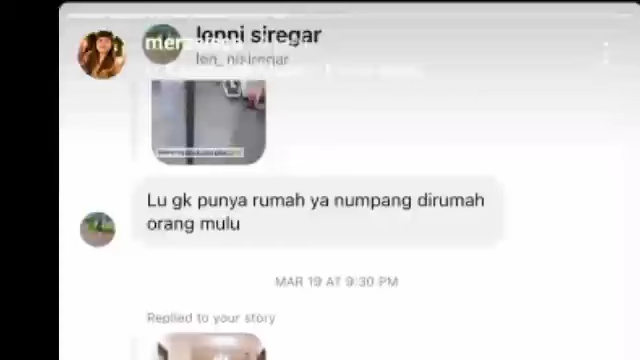 lonni siregar
Lu gk punya rumah ya numpang dirumah
orang mulu
MAR 19 AT 9:30 PM
Replied to your story